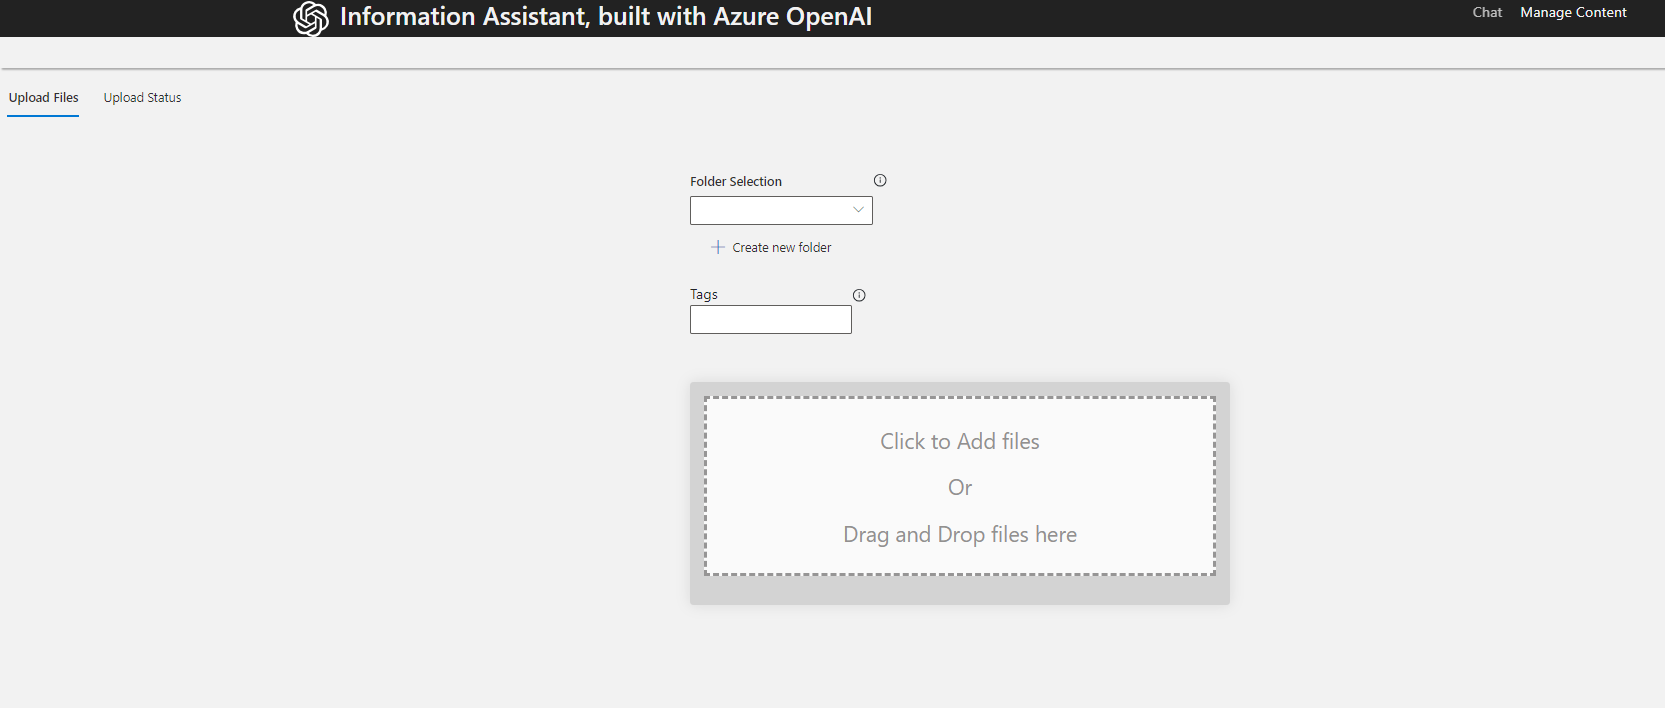 Information Assistant, built with Azure OpenAI
Chat Manage Content
Upload Files Upload Status
Folder Selection
Create new folder
Tags
Click to Add files
Or
Drag and Drop files here